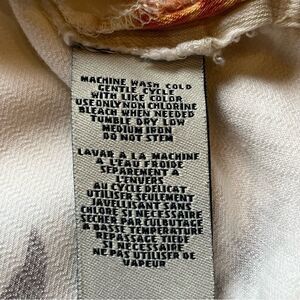 MACHINE WASH COLD
GENTLE CYCLE
WITH LIKE COLOR
USE ONLY NON CHLORINE
BLEACH WHEN NEEDED
TUMBLE DRY LOW
MEDIUM IRON
DO NOT STEM
LAVAR A LA MACHINE
A L'EAU FROIDE
SEPAREMENT A
L'ENVERS
AU CYCLE DELICAT
UTILISER SEULEMENT
JAVELLISANT SANS
CHLORE SI NECESSAIRE
SECHER PAR CULBUTAGE
A BASSE TEMPERATURE
REPASSAGE TIEDE
SI NECESSAIRE
NE PAS UTILISER DE
VAPEUR